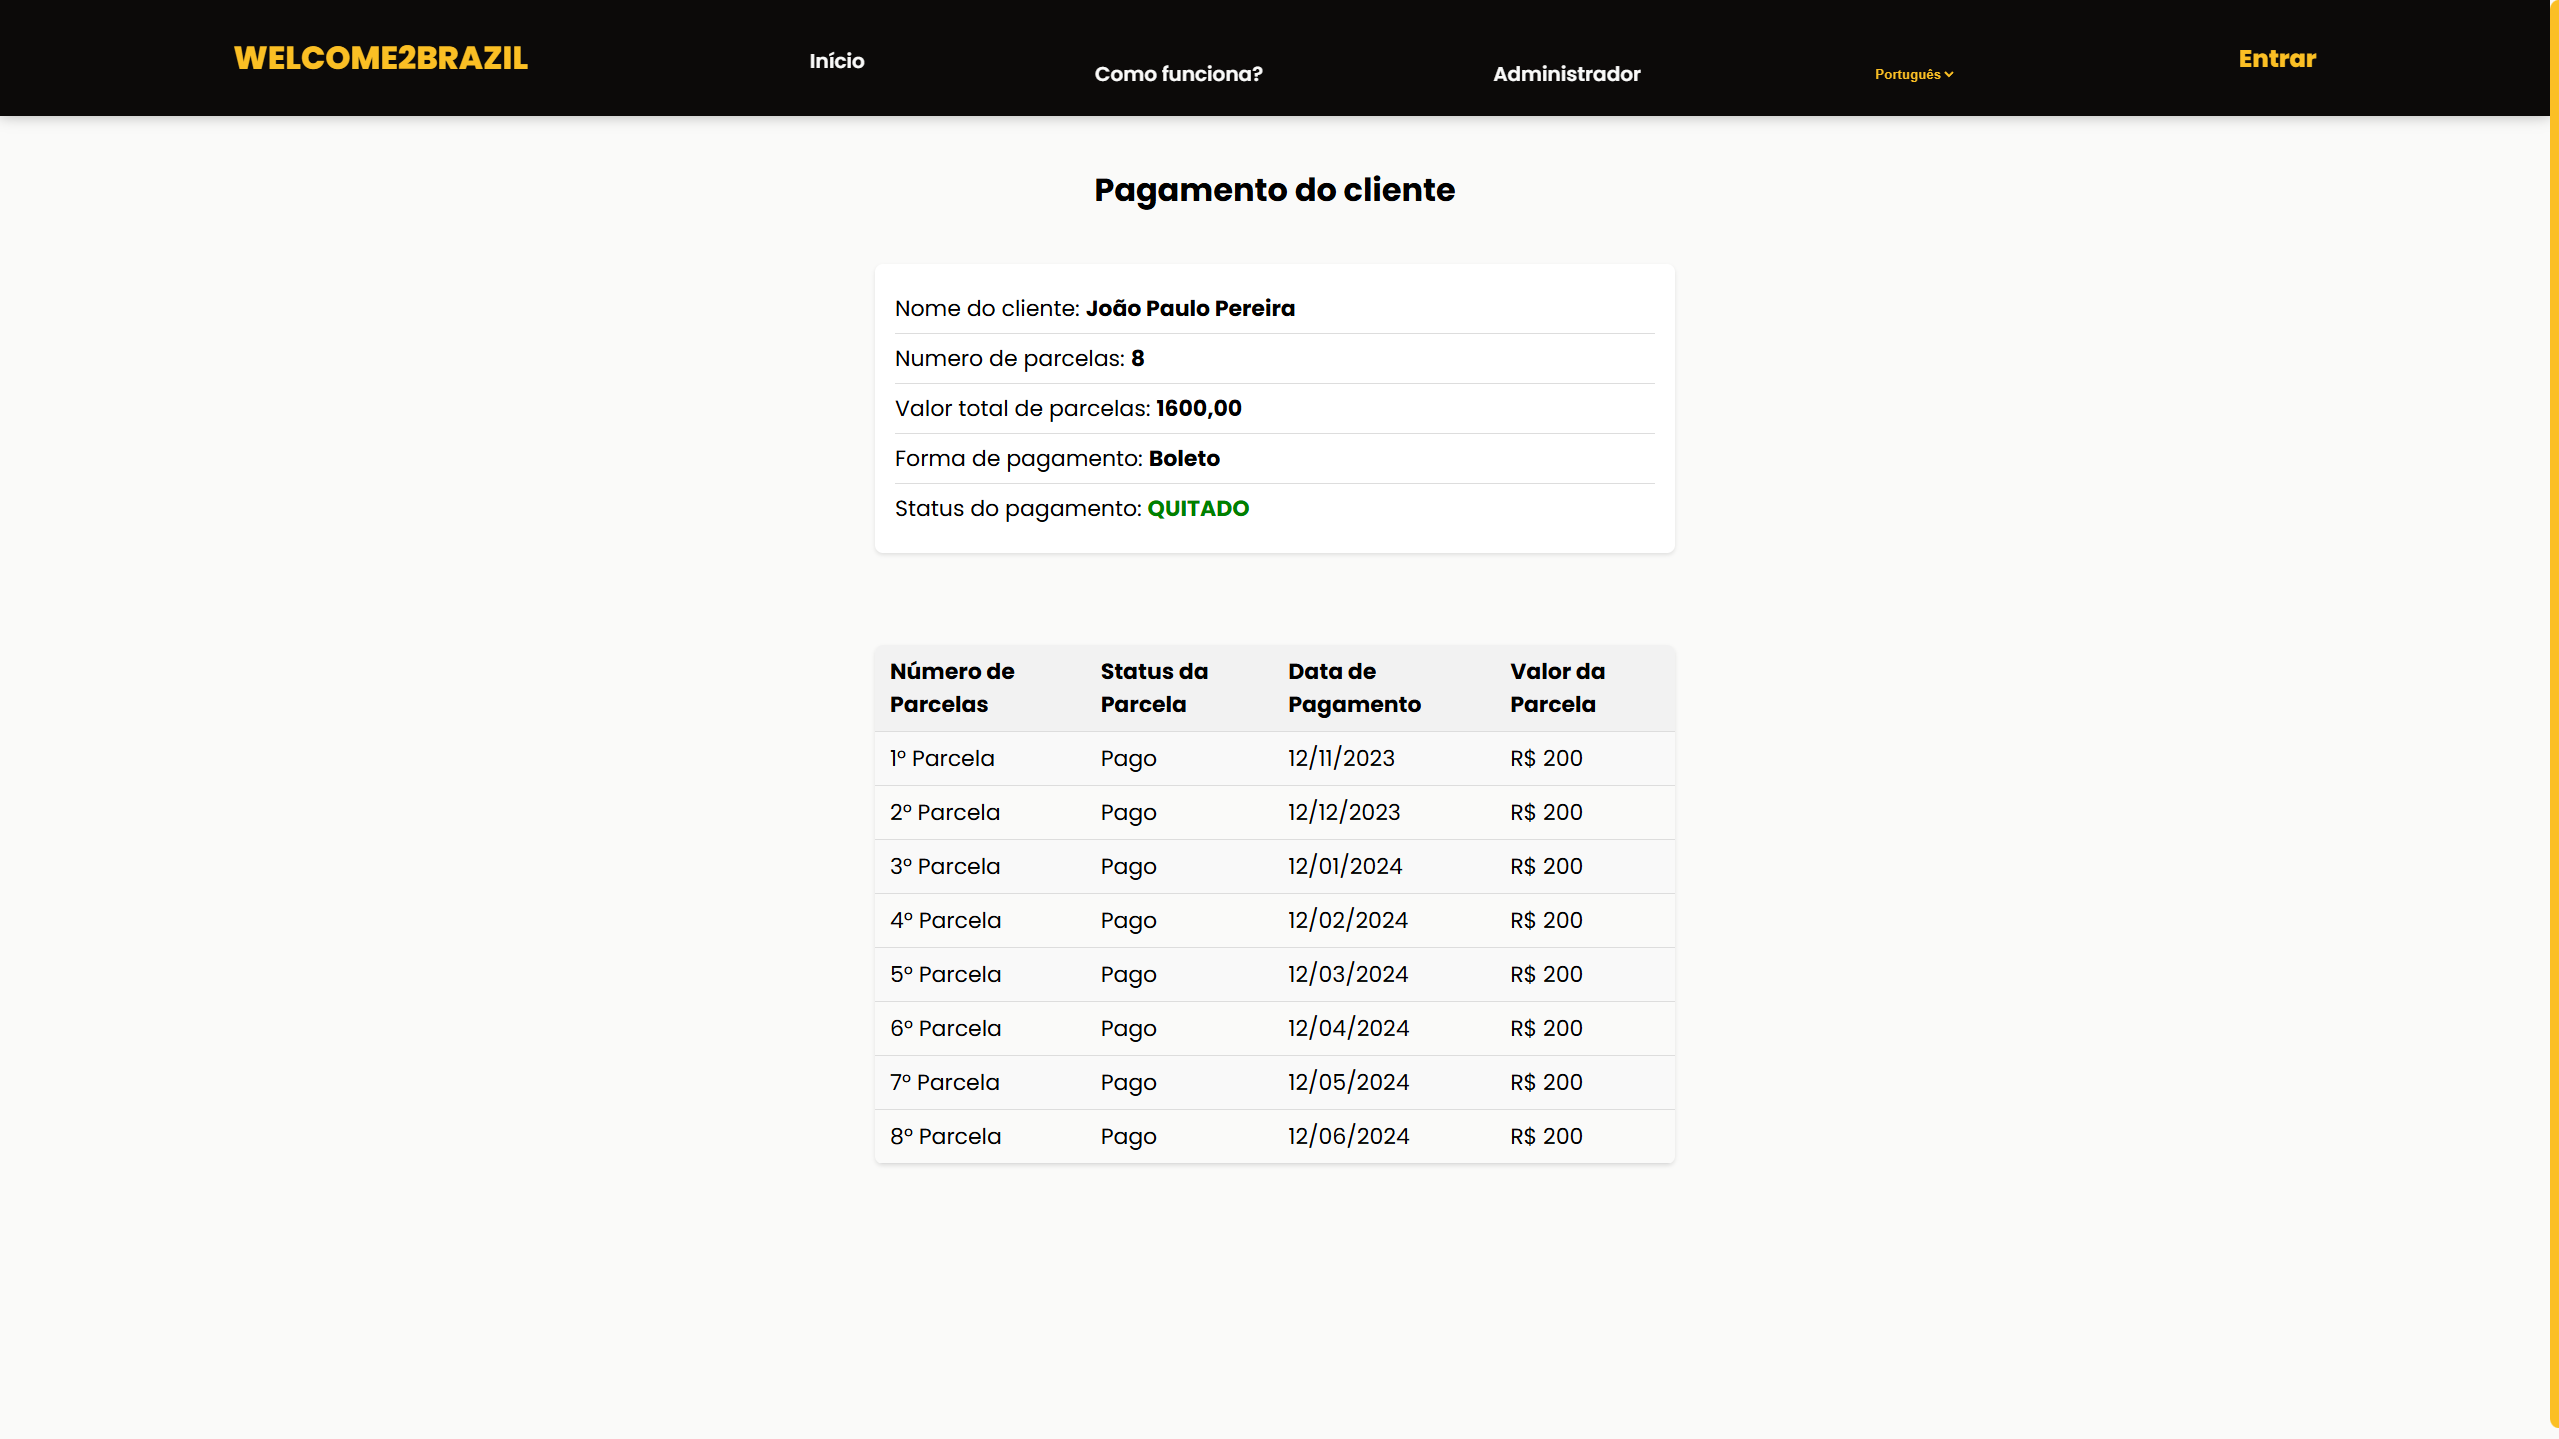 WELCOME2BRAZIL
Início
Como funciona?
Administrador
Português
Entrar
Pagamento do cliente
Nome do cliente: João Paulo Pereira
Numero de parcelas: 8
Valor total de parcelas: 1600,00
Forma de pagamento: Boleto
Status do pagamento: QUITADO
Número de Parcelas Status da Parcela Data de Pagamento Valor da Parcela
1º Parcela Pago 12/11/2023 R$ 200
2º Parcela Pago 12/12/2023 R$ 200
3º Parcela Pago 12/01/2024 R$ 200
4º Parcela Pago 12/02/2024 R$ 200
5º Parcela Pago 12/03/2024 R$ 200
6º Parcela Pago 12/04/2024 R$ 200
7º Parcela Pago 12/05/2024 R$ 200
8º Parcela Pago 12/06/2024 R$ 200